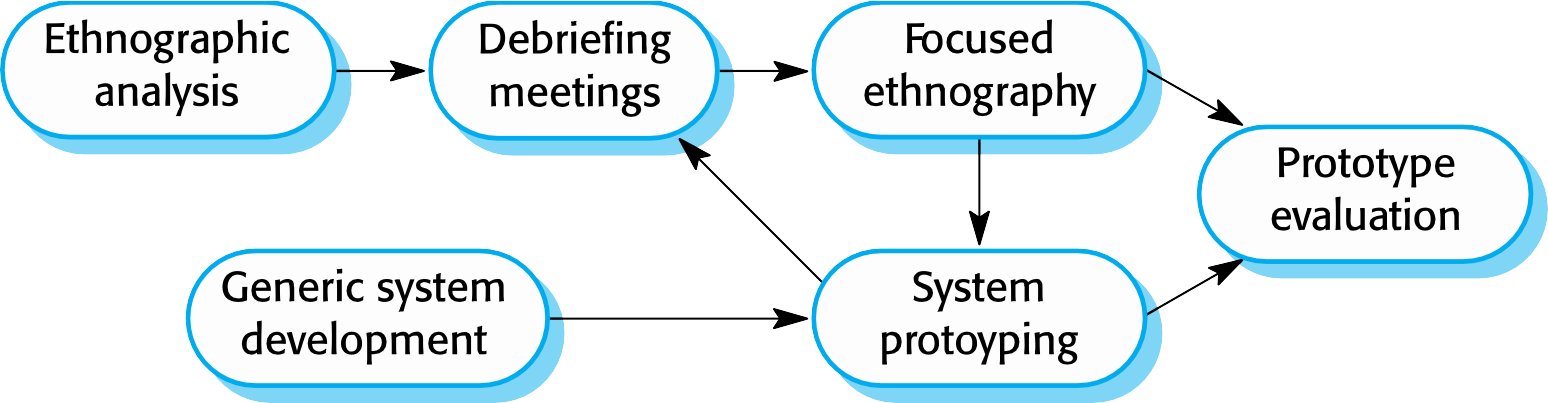 Ethnographic
analysis
Debriefing
meetings
Focused
ethnography
Prototype
evaluation
Generic system
development
System
protoyping